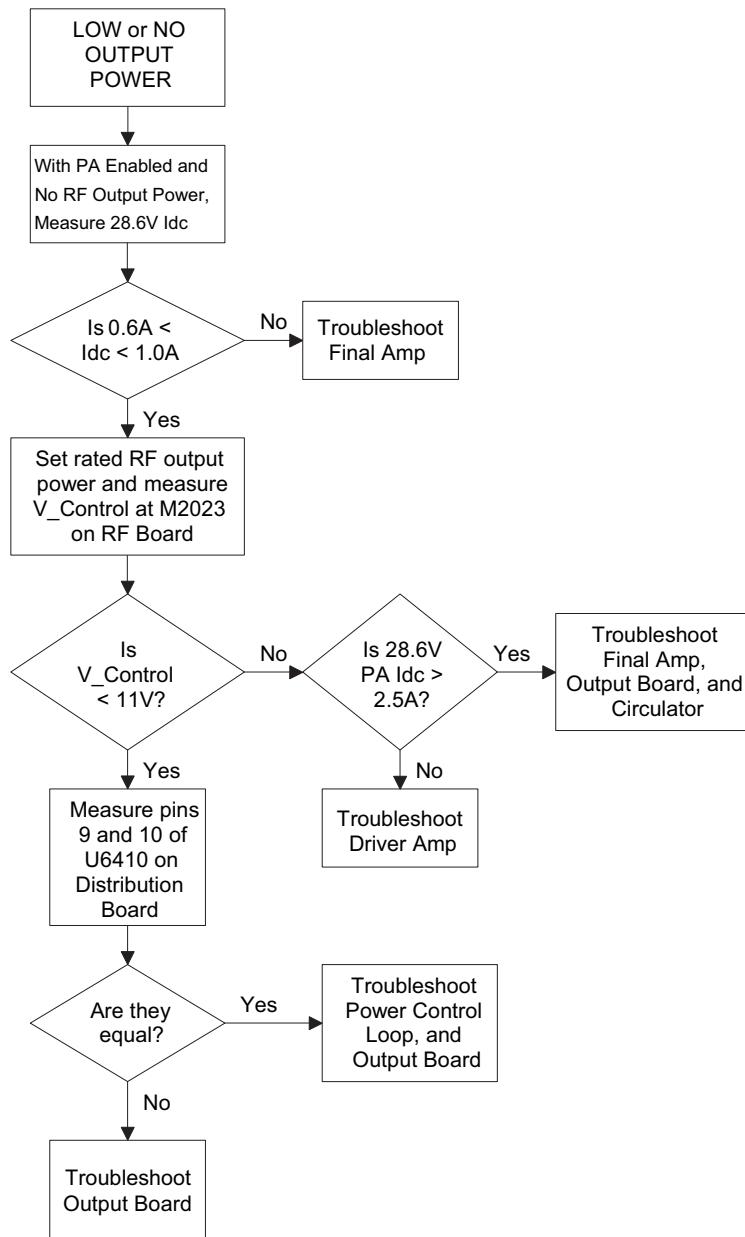 LOW or NO
OUTPUT
POWER
With PA Enabled and
No RF Output Power,
Measure 28.6V Idc
Is 0.6A <
Idc < 1.0A
No
Troubleshoot
Final Amp
Yes
Set rated RF output
power and measure
V_Control at M2023
on RF Board
Is
V_Control
< 11V?
No
Is 28.6V
PA Idc >
2.5A?
Yes
Troubleshoot
Final Amp,
Output Board, and
Circulator
Yes
No
Measure pins
9 and 10 of
U6410 on
Distribution
Board
Troubleshoot
Driver Amp
Are they
equal?
Yes
Troubleshoot
Power Control
Loop, and
Output Board
No
Troubleshoot
Output Board